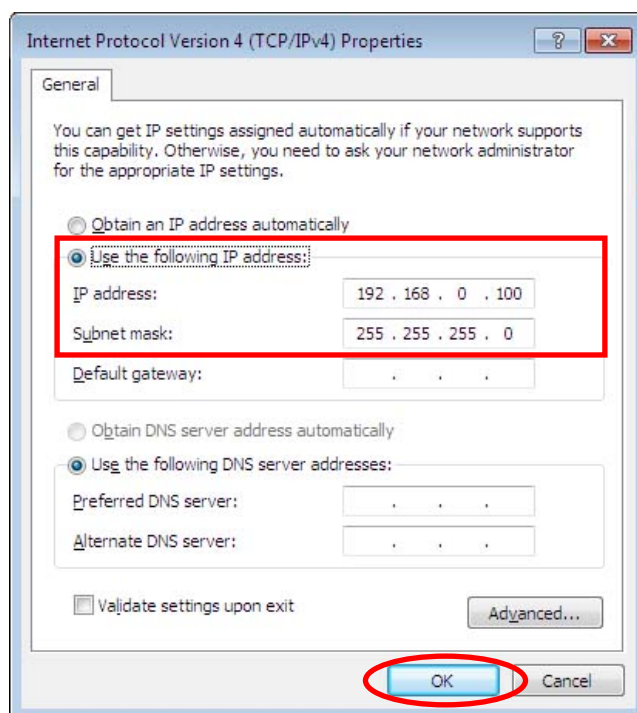 Internet Protocol Version 4 (TCP/IPv4) Properties
General
You can get IP settings assigned automatically if your network supports
this capability. Otherwise, you need to ask your network administrator
for the appropriate IP settings.
Obtain an IP address automatically
Use the following IP address:
IP address: 192 . 168 . 0 . 100
Subnet mask: 255 . 255 . 255 . 0
Default gateway: . . .
Obtain DNS server address automatically
Use the following DNS server addresses:
Preferred DNS server: . . .
Alternate DNS server: . . .
Validate settings upon exit
Advanced...
OK Cancel